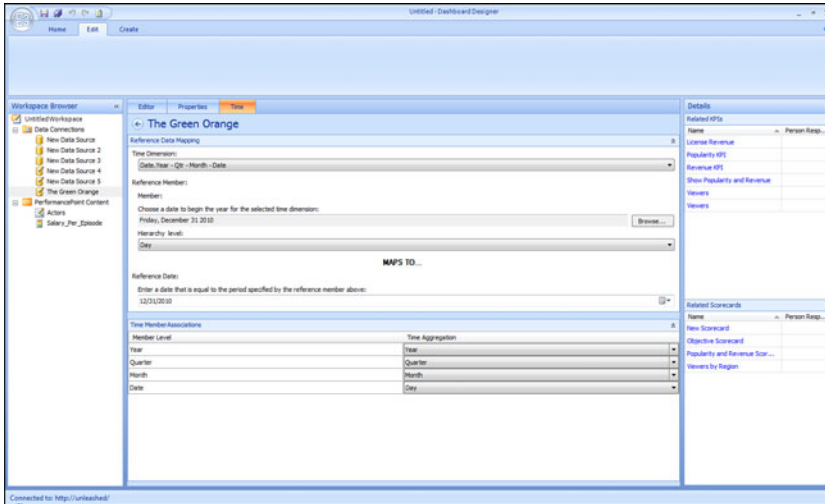 Untitled - Dashboard Designer
Home Edit Create
Workspace Browser
Untitled Workspace
Data Connections
New Data Source
New Data Source 2
New Data Source 3
New Data Source 4
New Data Source 5
The Green Orange
PerformancePoint Content
Actors
Salary_Per_Episode
Editor Properties Time
The Green Orange
Reference Data Mapping
Time Dimension:
Date.Year - Qtr - Month - Date
Reference Member:
Member:
Choose a date to begin the year for the selected time dimension:
Friday, December 31 2010 Browse...
Hierarchy level:
Day
MAPS TO...
Reference Date:
Enter a date that is equal to the period specified by the reference member above:
12/31/2010
Time Member Associations
Member Level Time Aggregation
Year Year
Quarter Quarter
Month Month
Date Day
Details
Related KPIs
Name Person Resp...
License Revenue
Popularity KPI
Revenue KPI
Show Popularity and Revenue
Viewers
Viewers
Related Scorecards
Name Person Resp...
New Scorecard
Objective Scorecard
Popularity and Revenue Scor...
Viewers by Region
Connected to: http://unleashed/